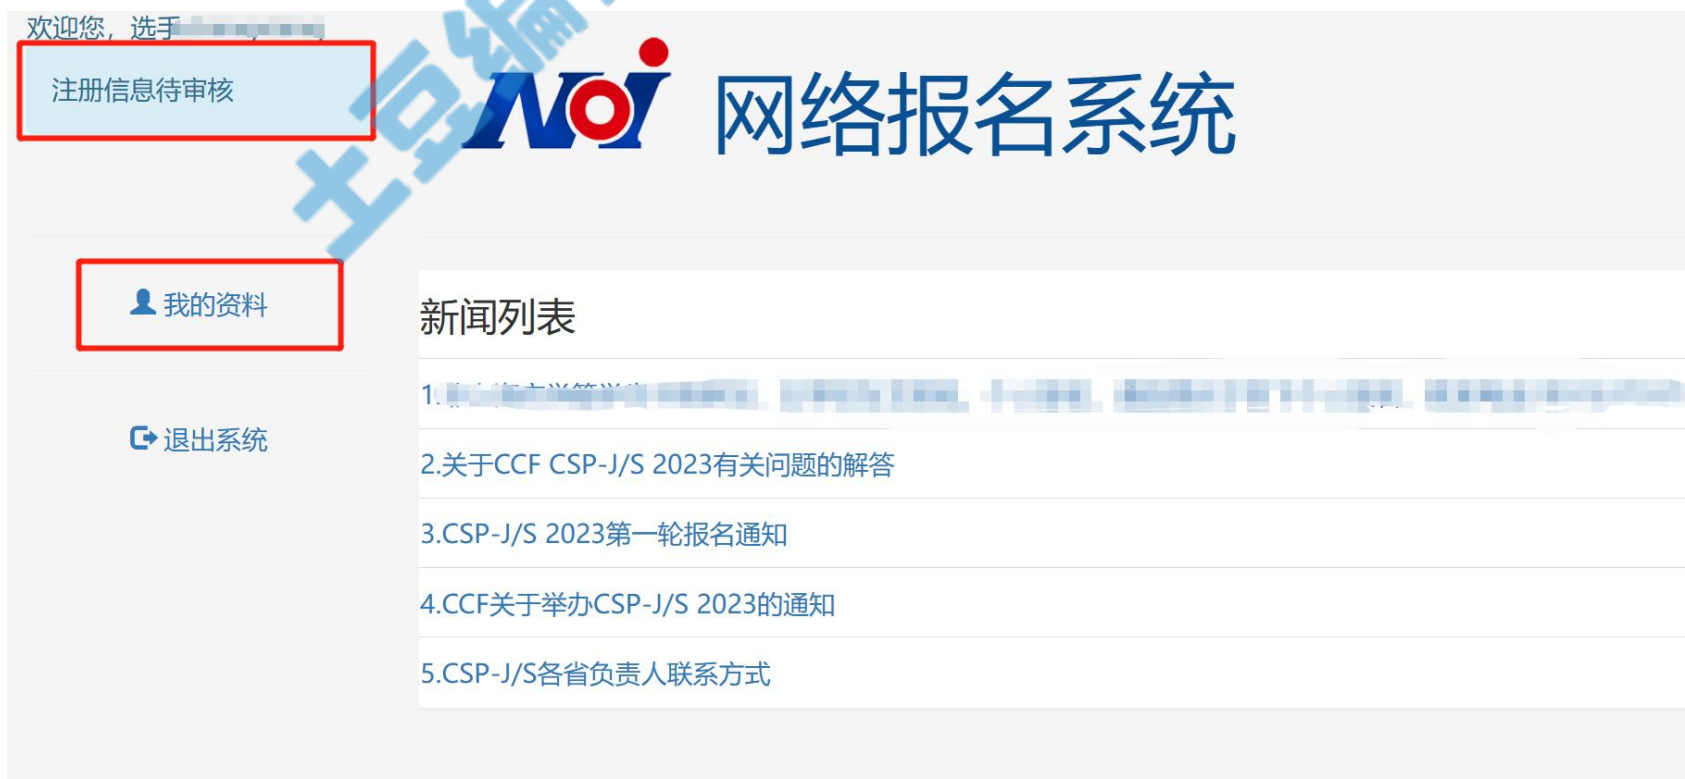 欢迎您，选手
注册信息待审核
土豆编
NOI 网络报名系统
我的资料
退出系统
新闻列表
1.
2.关于CCF CSP-J/S 2023有关问题的解答
3.CSP-J/S 2023第一轮报名通知
4.CCF关于举办CSP-J/S 2023的通知
5.CSP-J/S各省负责人联系方式